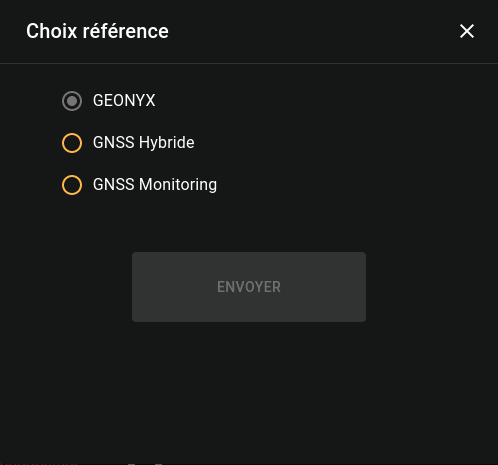 Choix référence
GEONYX
GNSS Hybride
GNSS Monitoring
ENVOYER